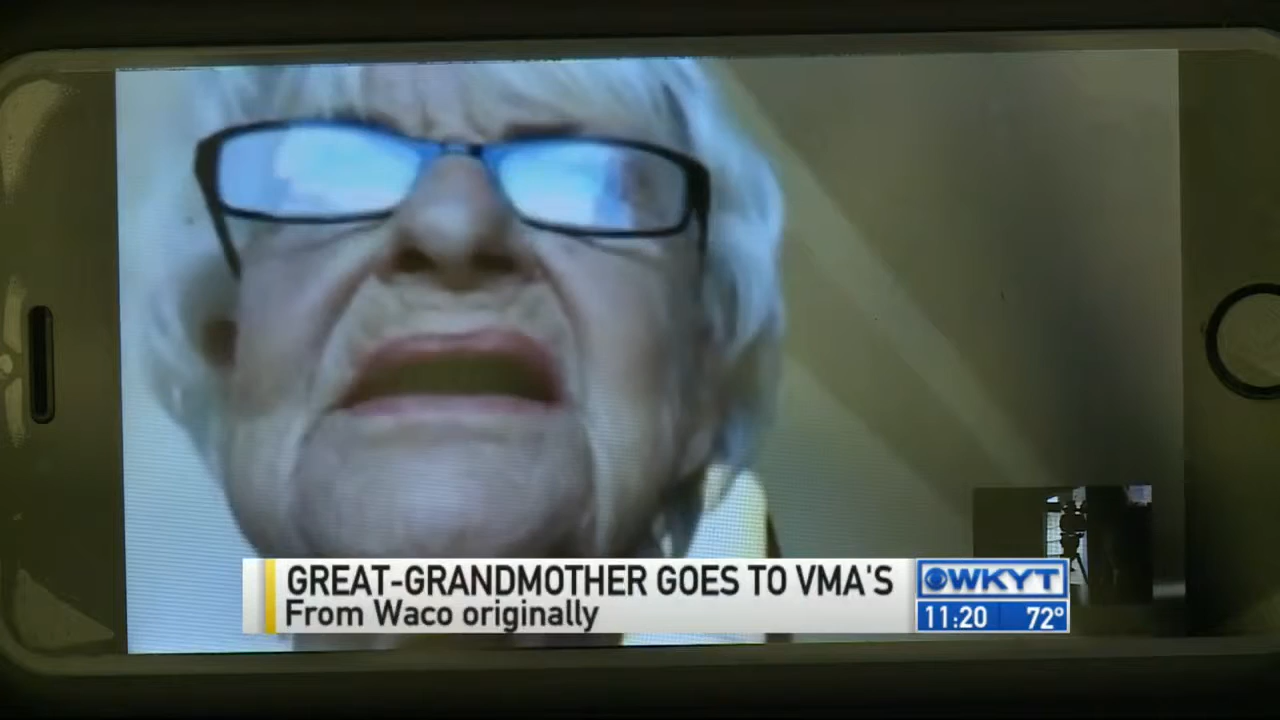 GREAT-GRANDMOTHER GOES TO VMA'S
From Waco originally
WKYT
11:20 72°